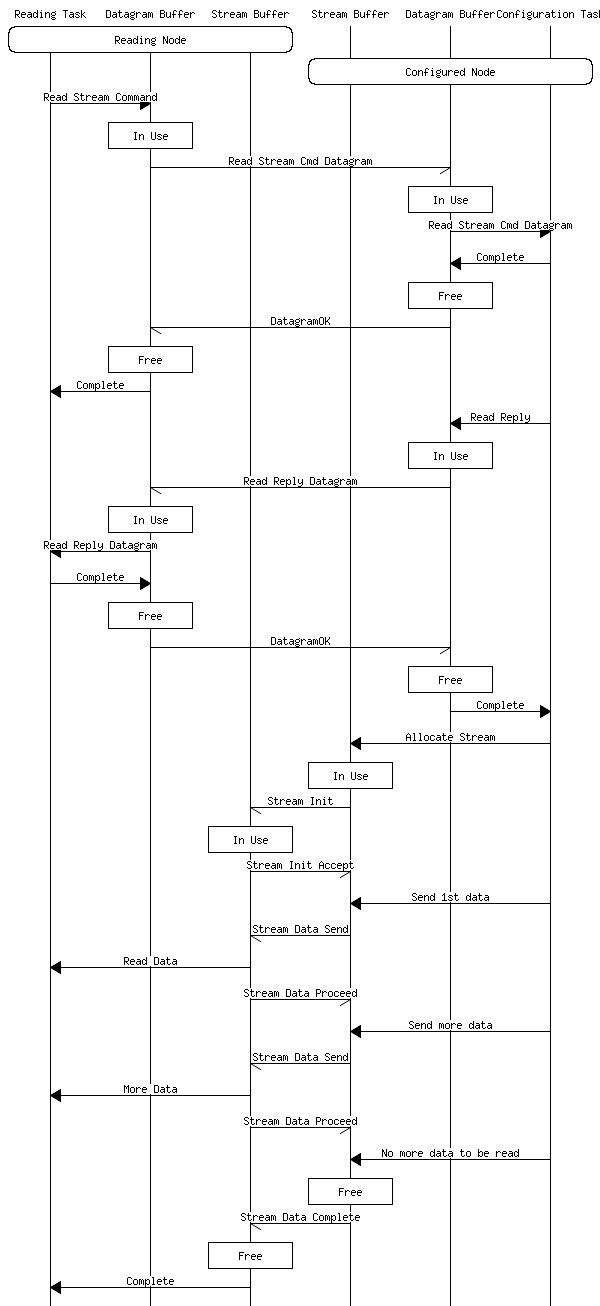 Reading Task Datagram Buffer Stream Buffer Stream Buffer Datagram Buffer Configuration Task
Reading Node
Configured Node
Read Stream Command
In Use
Read Stream Cmd Datagram
In Use
Read Stream Cmd Datagram
Complete
Free
DatagramOK
Free
Complete
Read Reply
In Use
Read Reply Datagram
In Use
Read Reply Datagram
Complete
Free
DatagramOK
Free
Complete
Allocate Stream
In Use
Stream Init
In Use
Stream Init Accept
Send 1st data
Stream Data Send
Read Data
Stream Data Proceed
Send more data
Stream Data Send
More Data
Stream Data Proceed
No more data to be read
Free
Stream Data Complete
Free
Complete